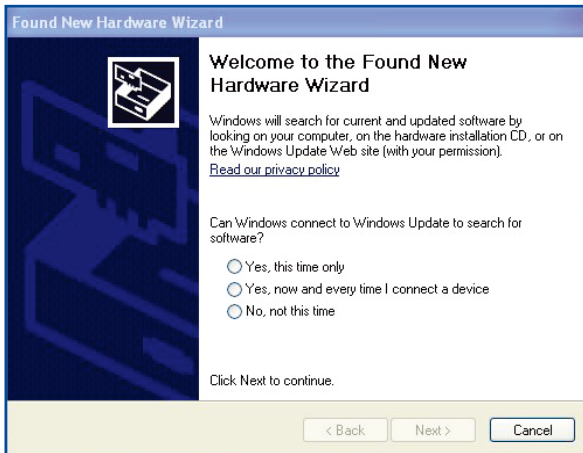 Found New Hardware Wizard
Welcome to the Found New
Hardware Wizard
Windows will search for current and updated software by
looking on your computer, on the hardware installation CD, or on
the Windows Update Web site (with your permission).
Read our privacy policy
Can Windows connect to Windows Update to search for
software?
Yes, this time only
Yes, now and every time I connect a device
No, not this time
Click Next to continue.
< Back
Next >
Cancel